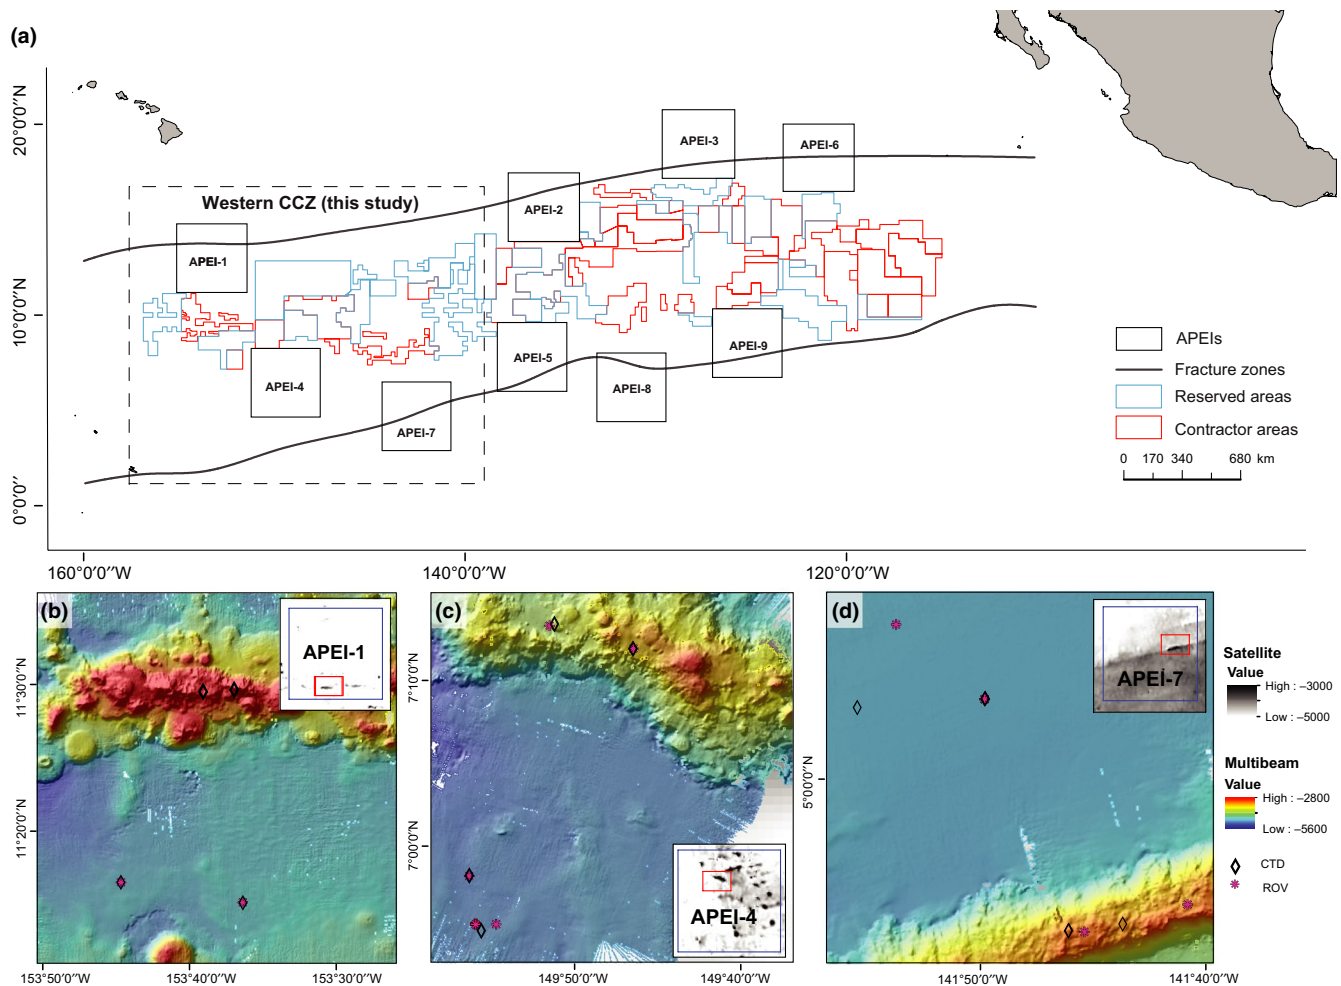 (a)
20°0′0″N
10°0′0″N
0°0′0″
160°0′0″W
140°0′0″W
120°0′0″W
Western CCZ (this study)
APEI-1
APEI-2
APEI-3
APEI-6
APEI-4
APEI-7
APEI-5
APEI-8
APEI-9
APEIs
Fracture zones
Reserved areas
Contractor areas
0 170 340 680 km
(b)
APEI-1
11°30′0″N
11°20′0″N
153°50′0″W
153°40′0″W
153°30′0″W
(c)
APEI-4
7°10′0″N
7°00′0″N
149°50′0″W
149°40′0″W
(d)
APEI-7
5°00′0″N
141°50′0″W
141°40′0″W
Satellite
Value
High : –3000
Low : –5000
Multibeam
Value
High : –2800
Low : –5600
CTD
ROV